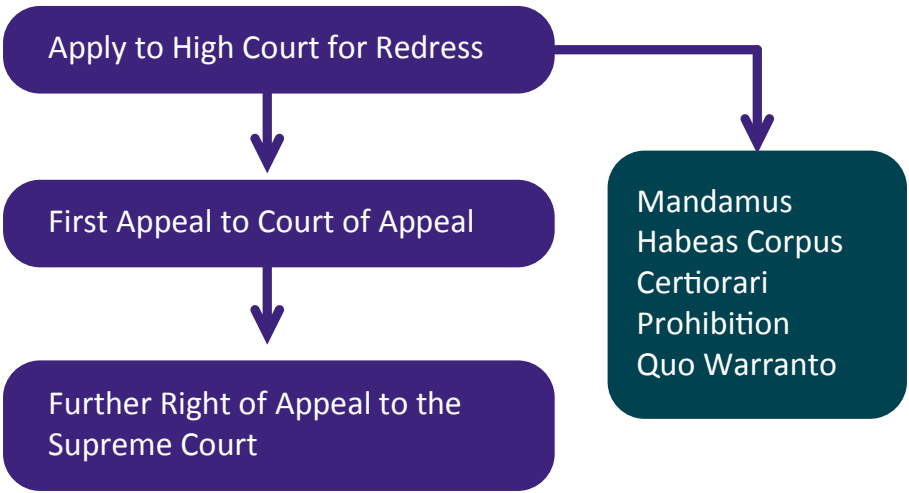 Apply to High Court for Redress
First Appeal to Court of Appeal
Further Right of Appeal to the
Supreme Court
Mandamus
Habeas Corpus
Certiorari
Prohibition
Quo Warranto